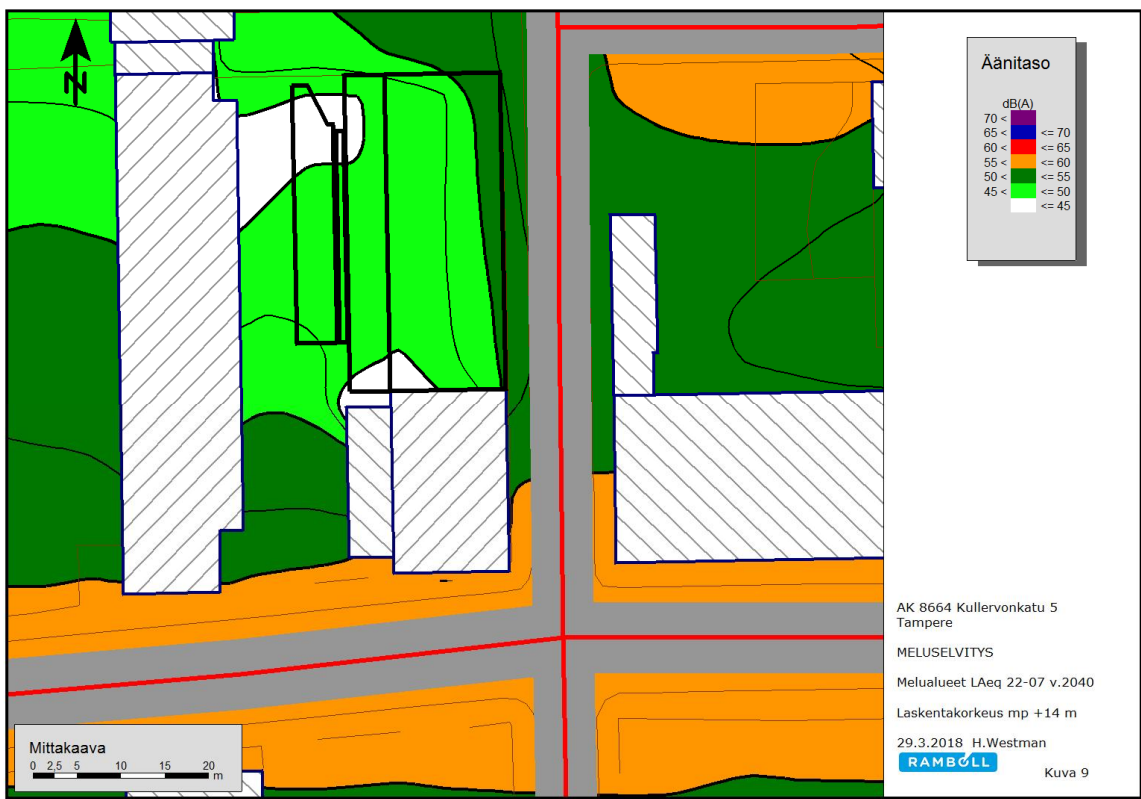 N
Äänitaso
dB(A)
70 <
65 < <= 70
60 < <= 65
55 < <= 60
50 < <= 55
45 < <= 50
<= 45
AK 8664 Kullervonkatu 5
Tampere
MELUSELVITYS
Melualueet LAeq 22-07 v.2040
Laskentakorkeus mp +14 m
29.3.2018 H.Westman
RAMBOLL
Kuva 9
Mittakaava
0 2,5 5 10 15 20
m